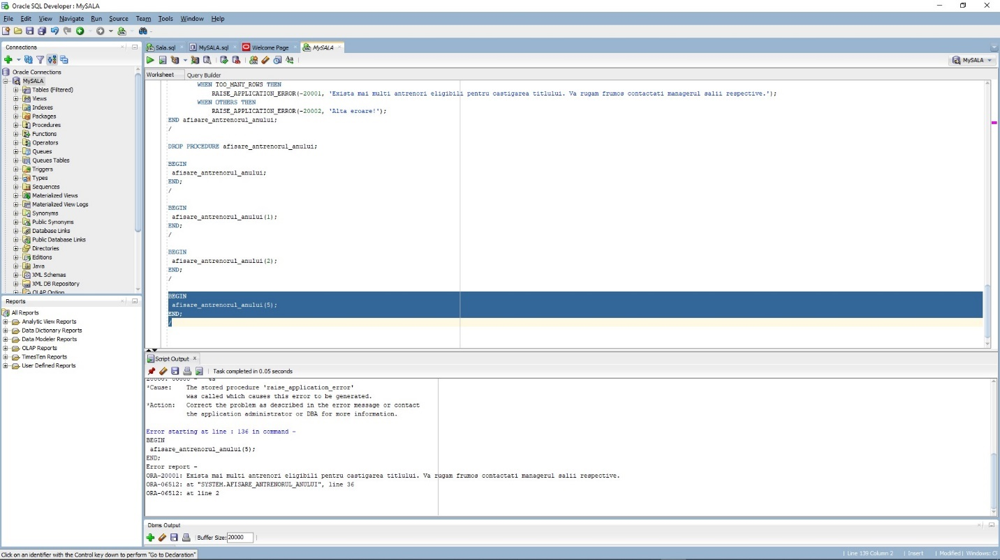 Oracle SQL Developer : MySALA
File Edit View Navigate Run Source Team Tools Window Help
Connections
Oracle Connections
MySALA
Tables (Filtered)
Views
Indexes
Packages
Procedures
Functions
Operators
Queues
Queues Tables
Triggers
Types
Sequences
Materialized Views
Materialized View Logs
Synonyms
Public Synonyms
Database Links
Public Database Links
Directories
Editions
Java
XML Schemas
XML DB Repository
OLAP Option
Reports
All Reports
Analytic View Reports
Data Dictionary Reports
Data Modeler Reports
OLAP Reports
TimesTen Reports
User Defined Reports
Sala.sql MySALA.sql Welcome Page MySALA
MySALA
Worksheet Query Builder
WHEN TOO_MANY_ROWS THEN
RAISE_APPLICATION_ERROR(-20001, 'Exista mai multi antrenori eligibili pentru castigarea titlului. Va rugam frumos contactati managerul salii respective.');
WHEN OTHERS THEN
RAISE_APPLICATION_ERROR(-20002, 'Alta eroare!');
END afisare_antrenorul_anului;
/
DROP PROCEDURE afisare_antrenorul_anului;
BEGIN
afisare_antrenorul_anului;
END;
/
BEGIN
afisare_antrenorul_anului(1);
END;
/
BEGIN
afisare_antrenorul_anului(2);
END;
/
BEGIN
afisare_antrenorul_anului(5);
END;
/
Script Output
Task completed in 0.05 seconds
20000. 00000 - "%s"
*Cause: The stored procedure 'raise_application_error'
was called which causes this error to be generated.
*Action: Correct the problem as described in the error message or contact
the application administrator or DBA for more information.
Error starting at line : 136 in command -
BEGIN
afisare_antrenorul_anului(5);
END;
Error report -
ORA-20001: Exista mai multi antrenori eligibili pentru castigarea titlului. Va rugam frumos contactati managerul salii respective.
ORA-06512: at "SYSTEM.AFISARE_ANTRENORUL_ANULUI", line 36
ORA-06512: at line 2
Dbms Output
Buffer Size: 20000
Click on an identifier with the Control key down to perform "Go to Declaration"
Line 139 Column 2 | Insert | Modified | Windows: Cl